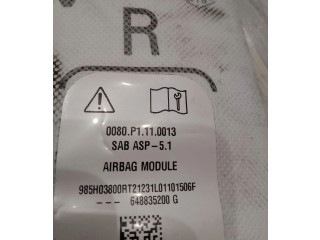 R
0080.P1.11.0013
SAB ASP-5.1
AIRBAG MODULE
985H03800RT21231L01101506F
--- 648835200 G